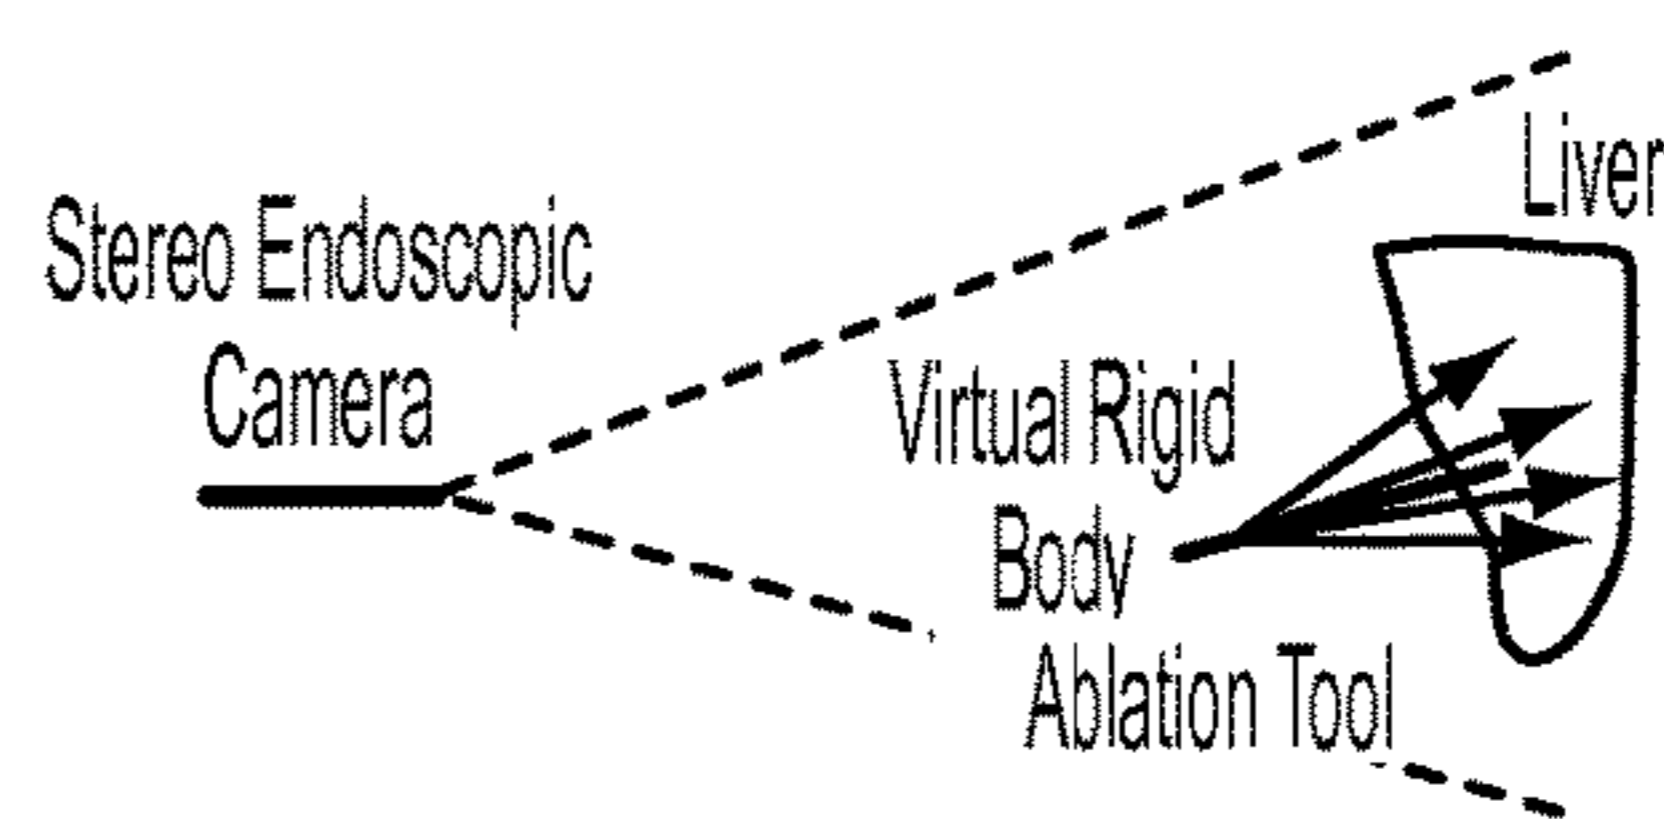 Liver
Stereo Endoscopic
Camera
Virtual Rigid
Body
Ablation Tool